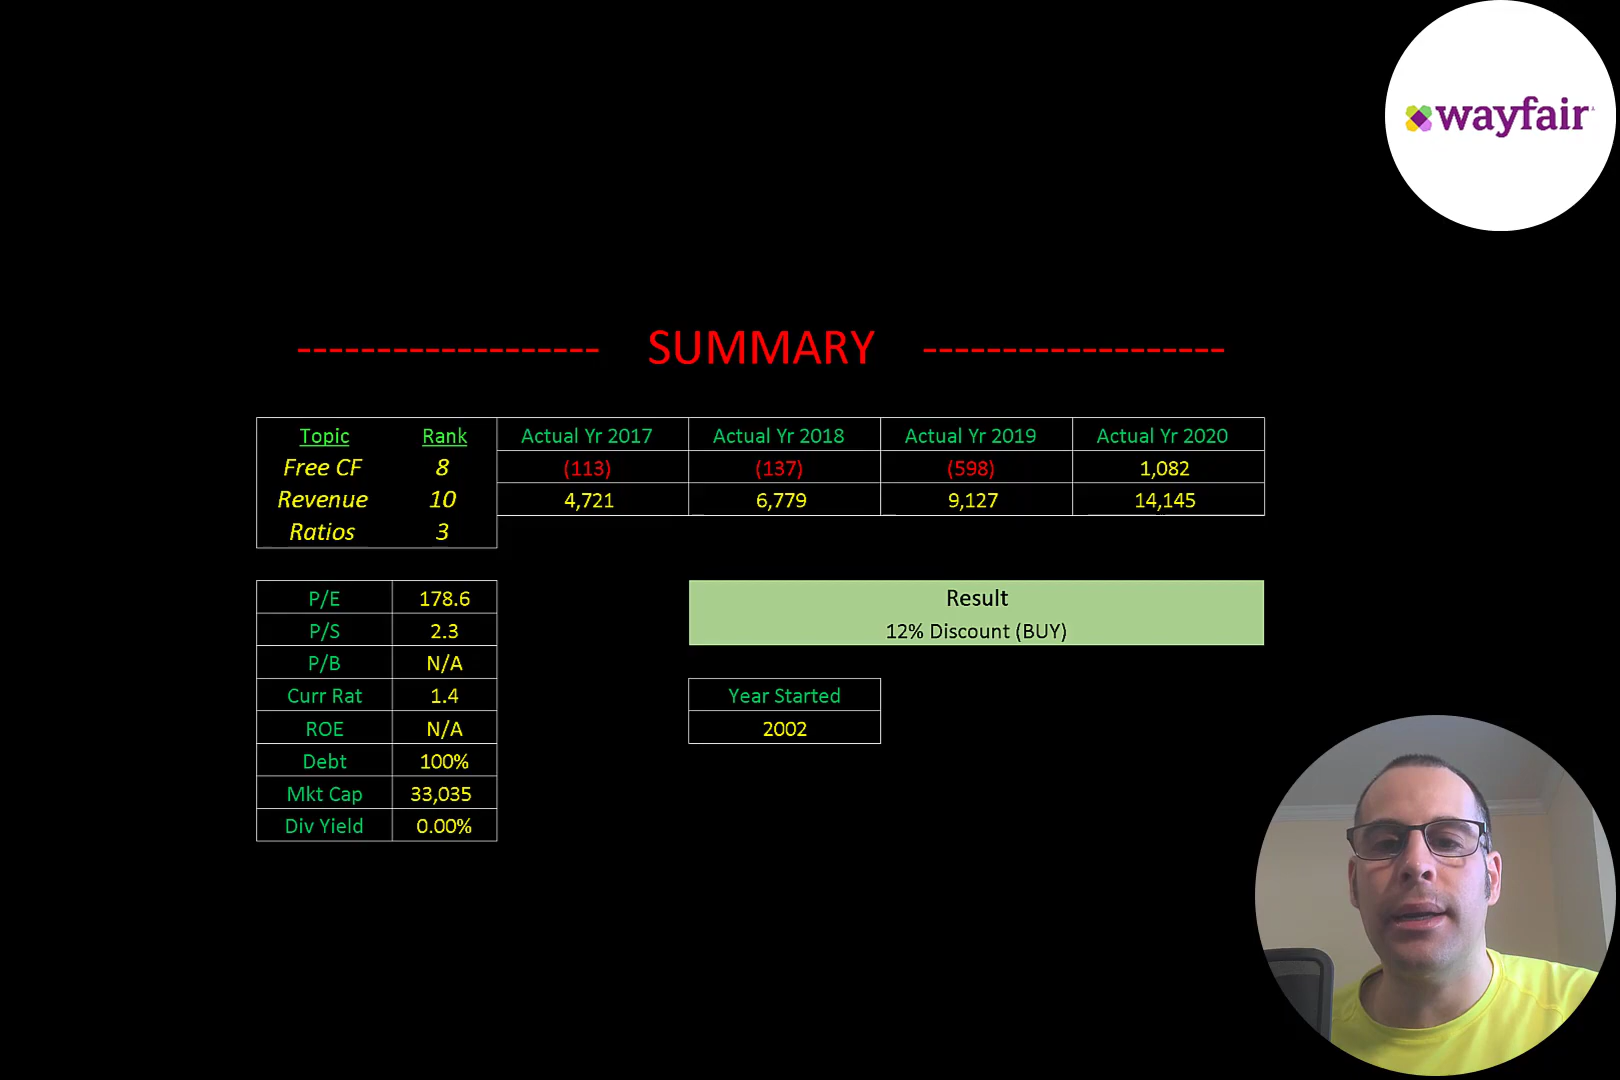 wayfair
------------------- SUMMARY -------------------
Topic Rank Actual Yr 2017 Actual Yr 2018 Actual Yr 2019 Actual Yr 2020
Free CF 8 (113) (137) (598) 1,082
Revenue 10 4,721 6,779 9,127 14,145
Ratios 3
P/E 178.6
P/S 2.3
P/B N/A
Curr Rat 1.4
ROE N/A
Debt 100%
Mkt Cap 33,035
Div Yield 0.00%
Result
12% Discount (BUY)
Year Started
2002